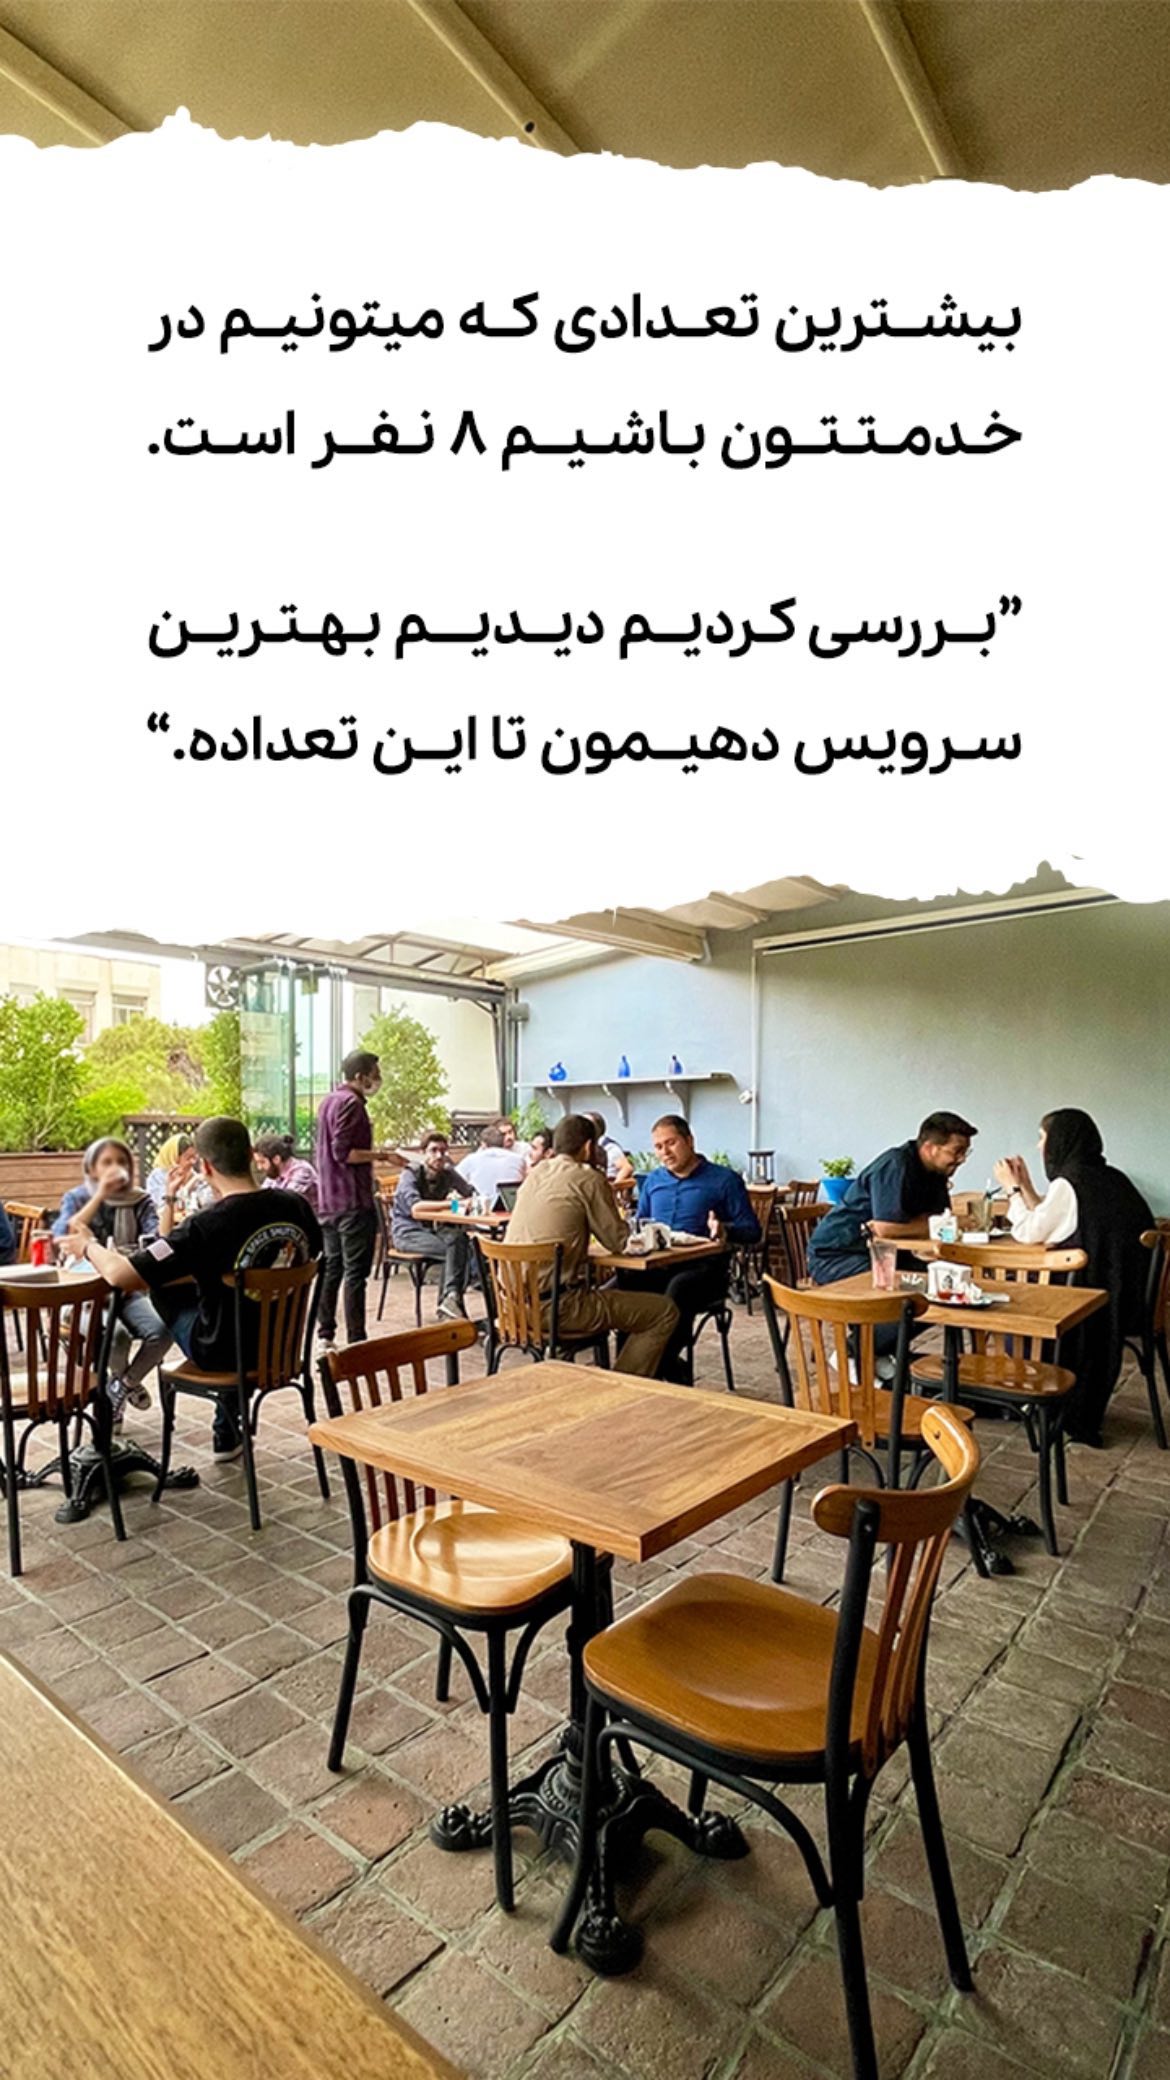 بیشترین تعدادی که میتونیم در
خدمتتون باشیم ۸ نفر است.
”بررسی کردیم دیدیم بهترین
سرویس دهیمون تا این تعداده.“